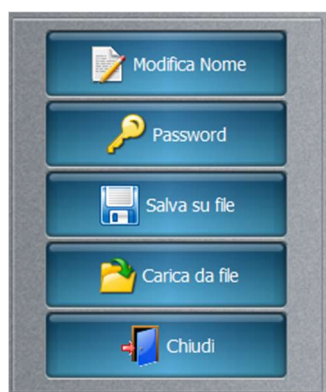 Modifica Nome
Password
Salva su file
Carica da file
Chiudi